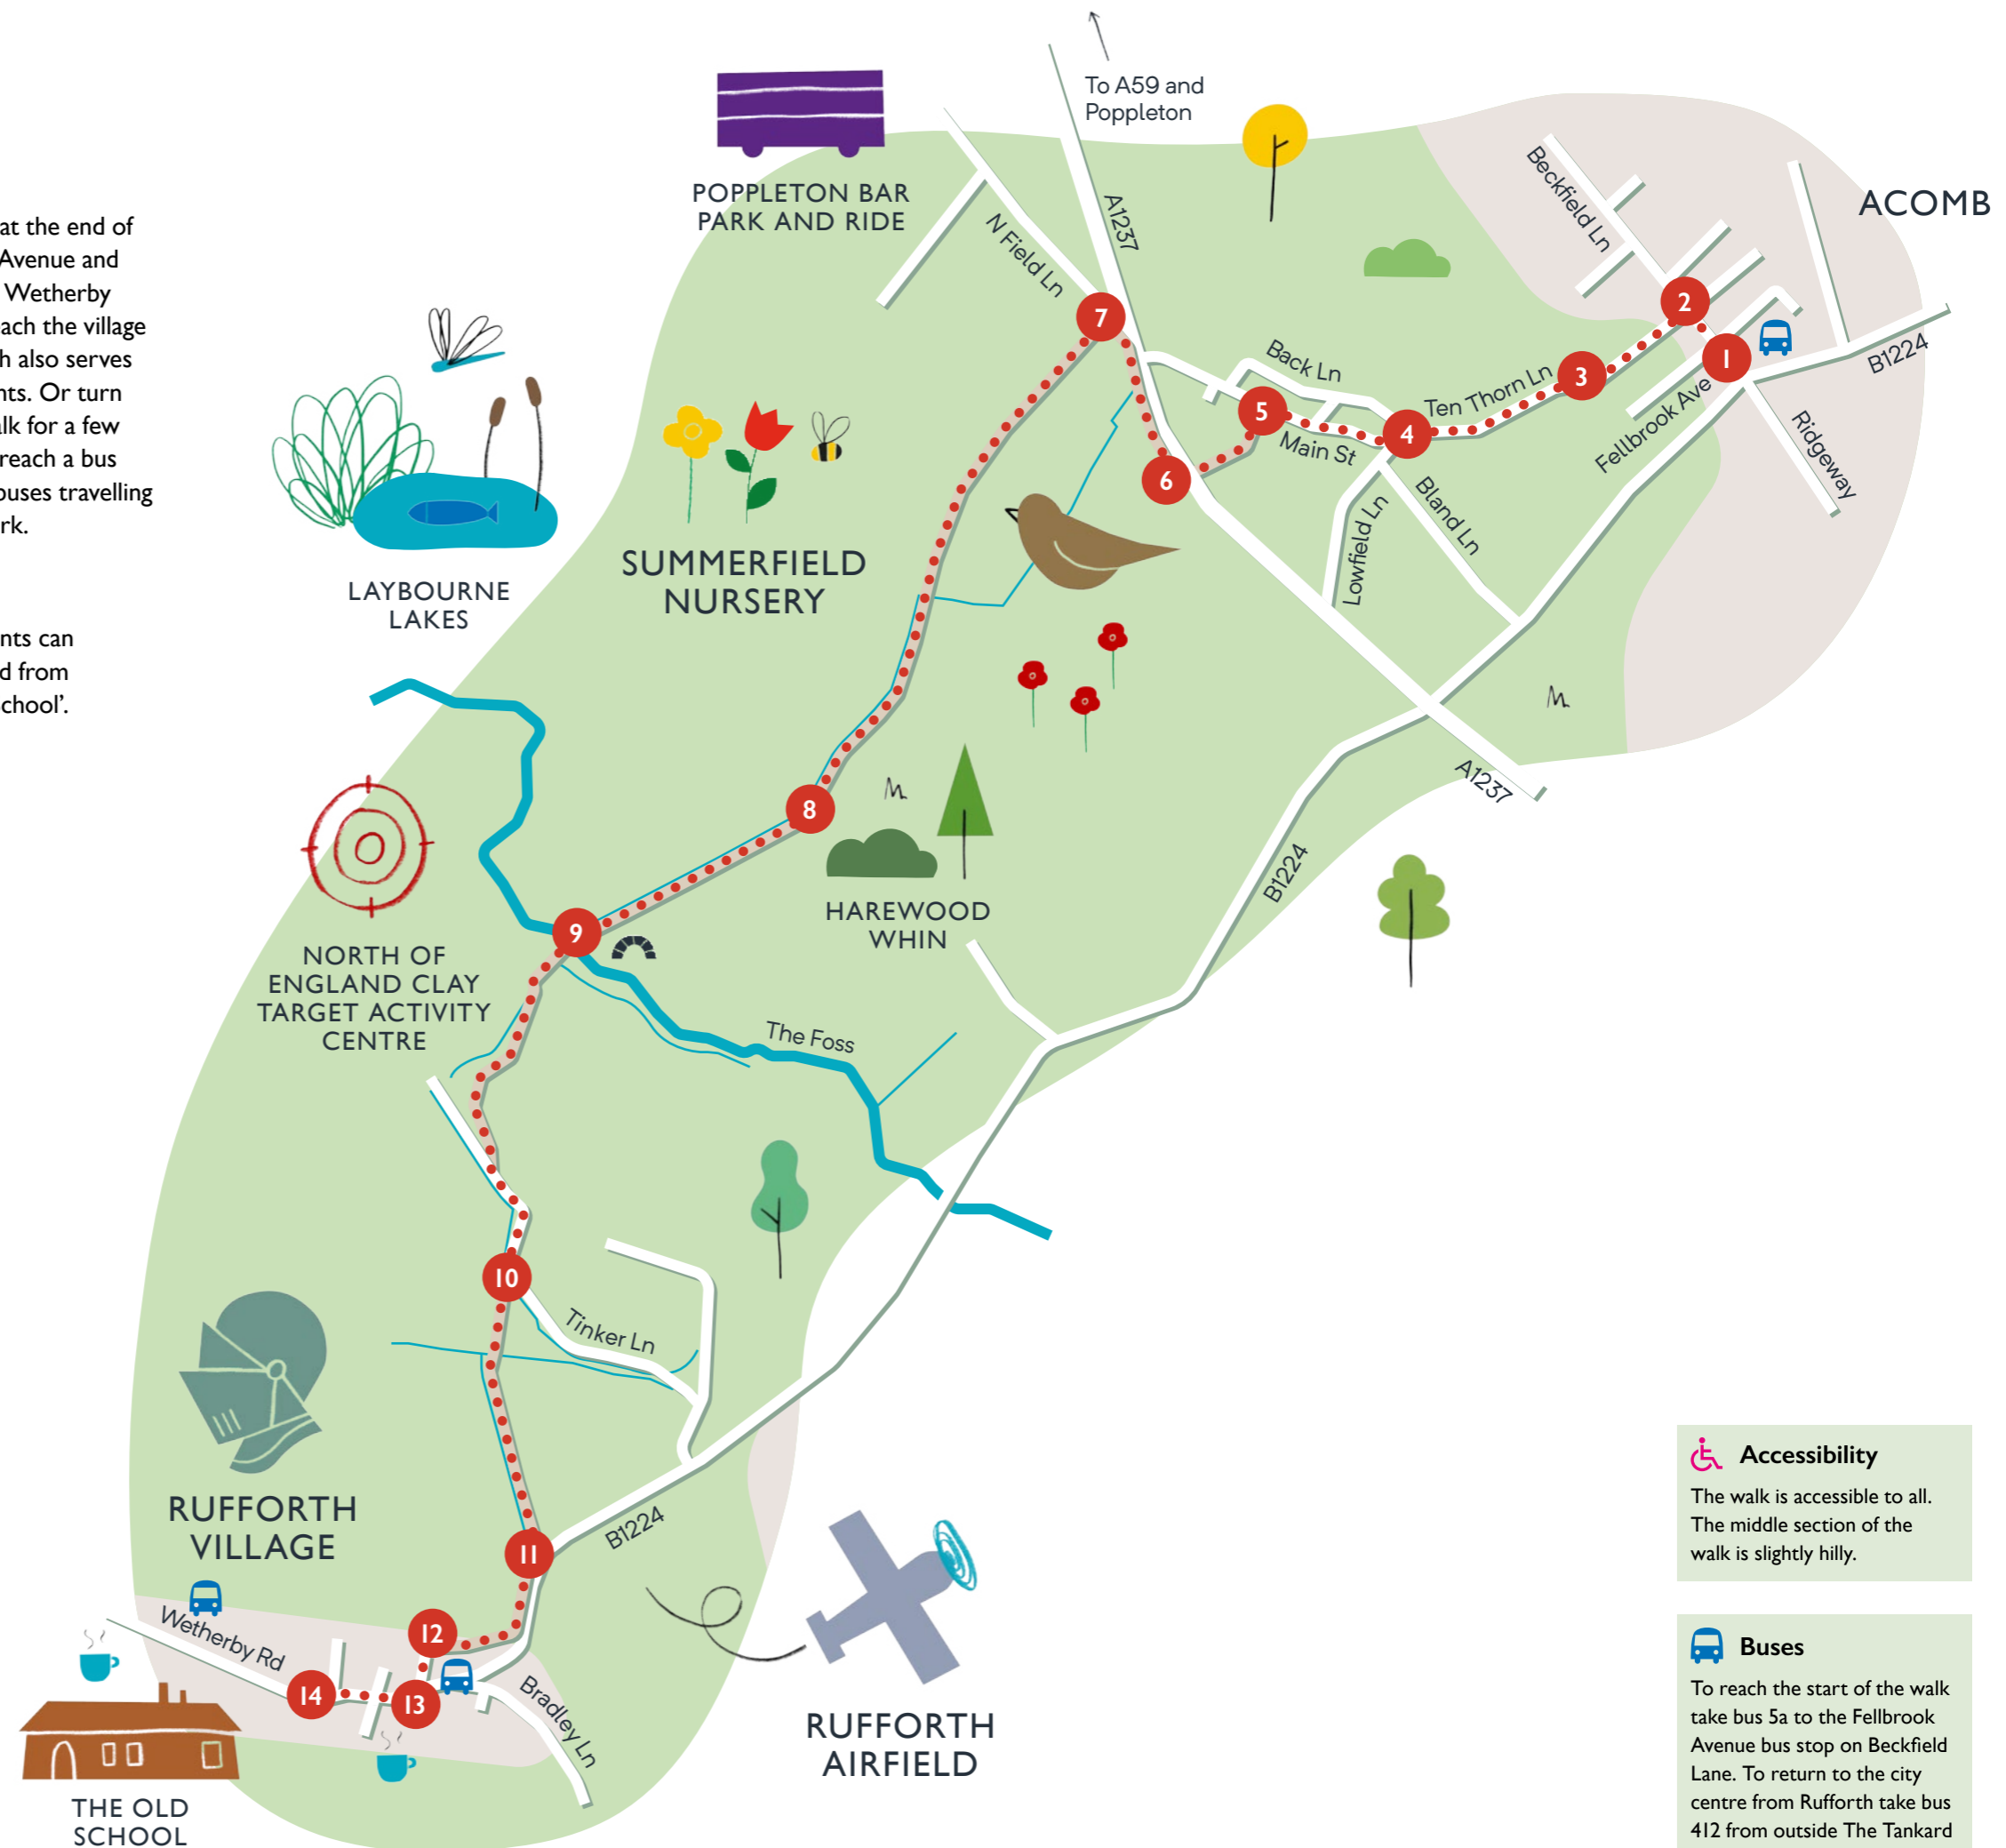 at the end of
Avenue and
Wetherby
ach the village
h also serves
nts. Or turn
alk for a few
reach a bus
buses travelling
rk.
nts can
d from
chool'.
To A59 and
Poppleton
POPPLETON BAR
PARK AND RIDE
N Field Ln
A1237
Beckfield Ln
ACOMB
2
7
1
B1224
Back Ln
3
Ten Thorn Ln
Fellbrook Ave
5
4
Main St
Ridgeway
6
Lowfield Ln
Bland Ln
LAYBOURNE
LAKES
SUMMERFIELD
NURSERY
A1237
8
B1224
HAREWOOD
WHIN
9
NORTH OF
ENGLAND CLAY
TARGET ACTIVITY
CENTRE
The Foss
10
Tinker Ln
RUFFORTH
VILLAGE
B1224
11
12
Wetherby Rd
14
13
Bradley Ln
RUFFORTH
AIRFIELD
THE OLD
SCHOOL
Accessibility
The walk is accessible to all.
The middle section of the
walk is slightly hilly.
Buses
To reach the start of the walk
take bus 5a to the Fellbrook
Avenue bus stop on Beckfield
Lane. To return to the city
centre from Rufforth take bus
412 from outside The Tankard